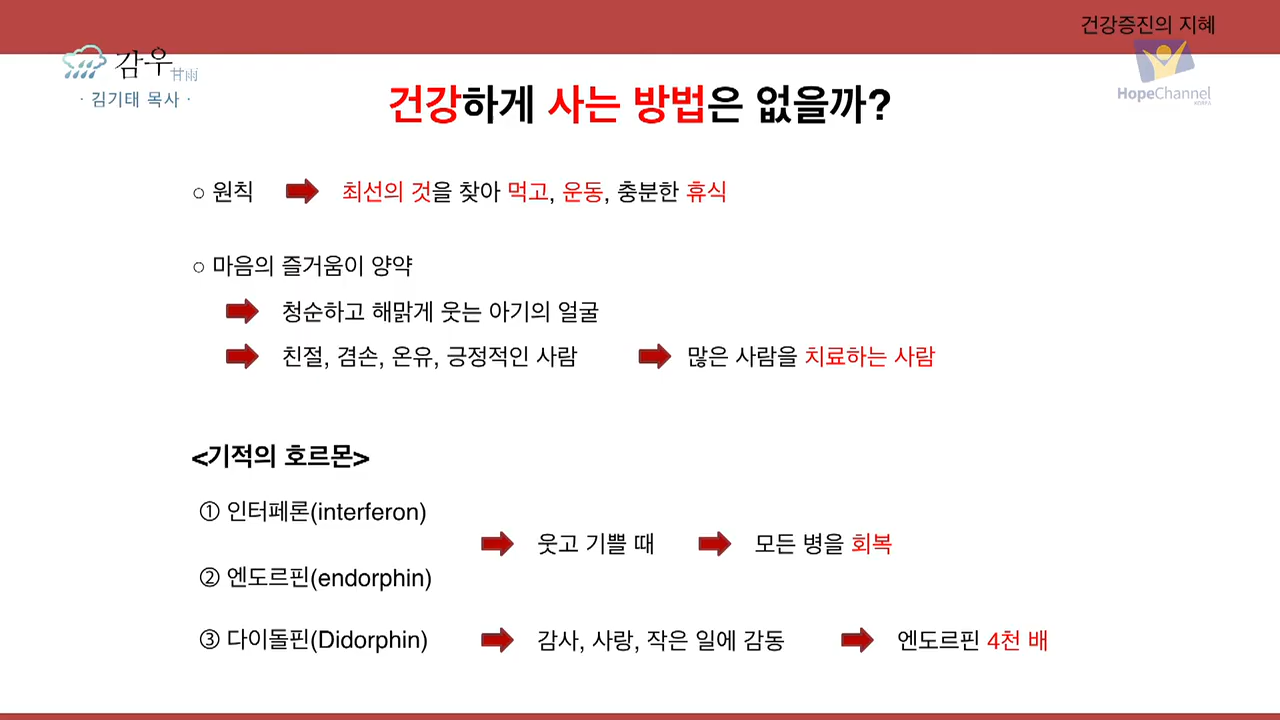 건강증진의 지혜
감우 甘雨
· 김기태 목사 ·
HopeChannel
KOREA
건강하게 사는 방법은 없을까?
○ 원칙 최선의 것을 찾아 먹고, 운동, 충분한 휴식
○ 마음의 즐거움이 양약
청순하고 해맑게 웃는 아기의 얼굴
친절, 겸손, 온유, 긍정적인 사람 많은 사람을 치료하는 사람
<기적의 호르몬>
① 인터페론(interferon)
웃고 기쁠 때 모든 병을 회복
② 엔도르핀(endorphin)
③ 다이돌핀(Didorphin) 감사, 사랑, 작은 일에 감동 엔도르핀 4천 배